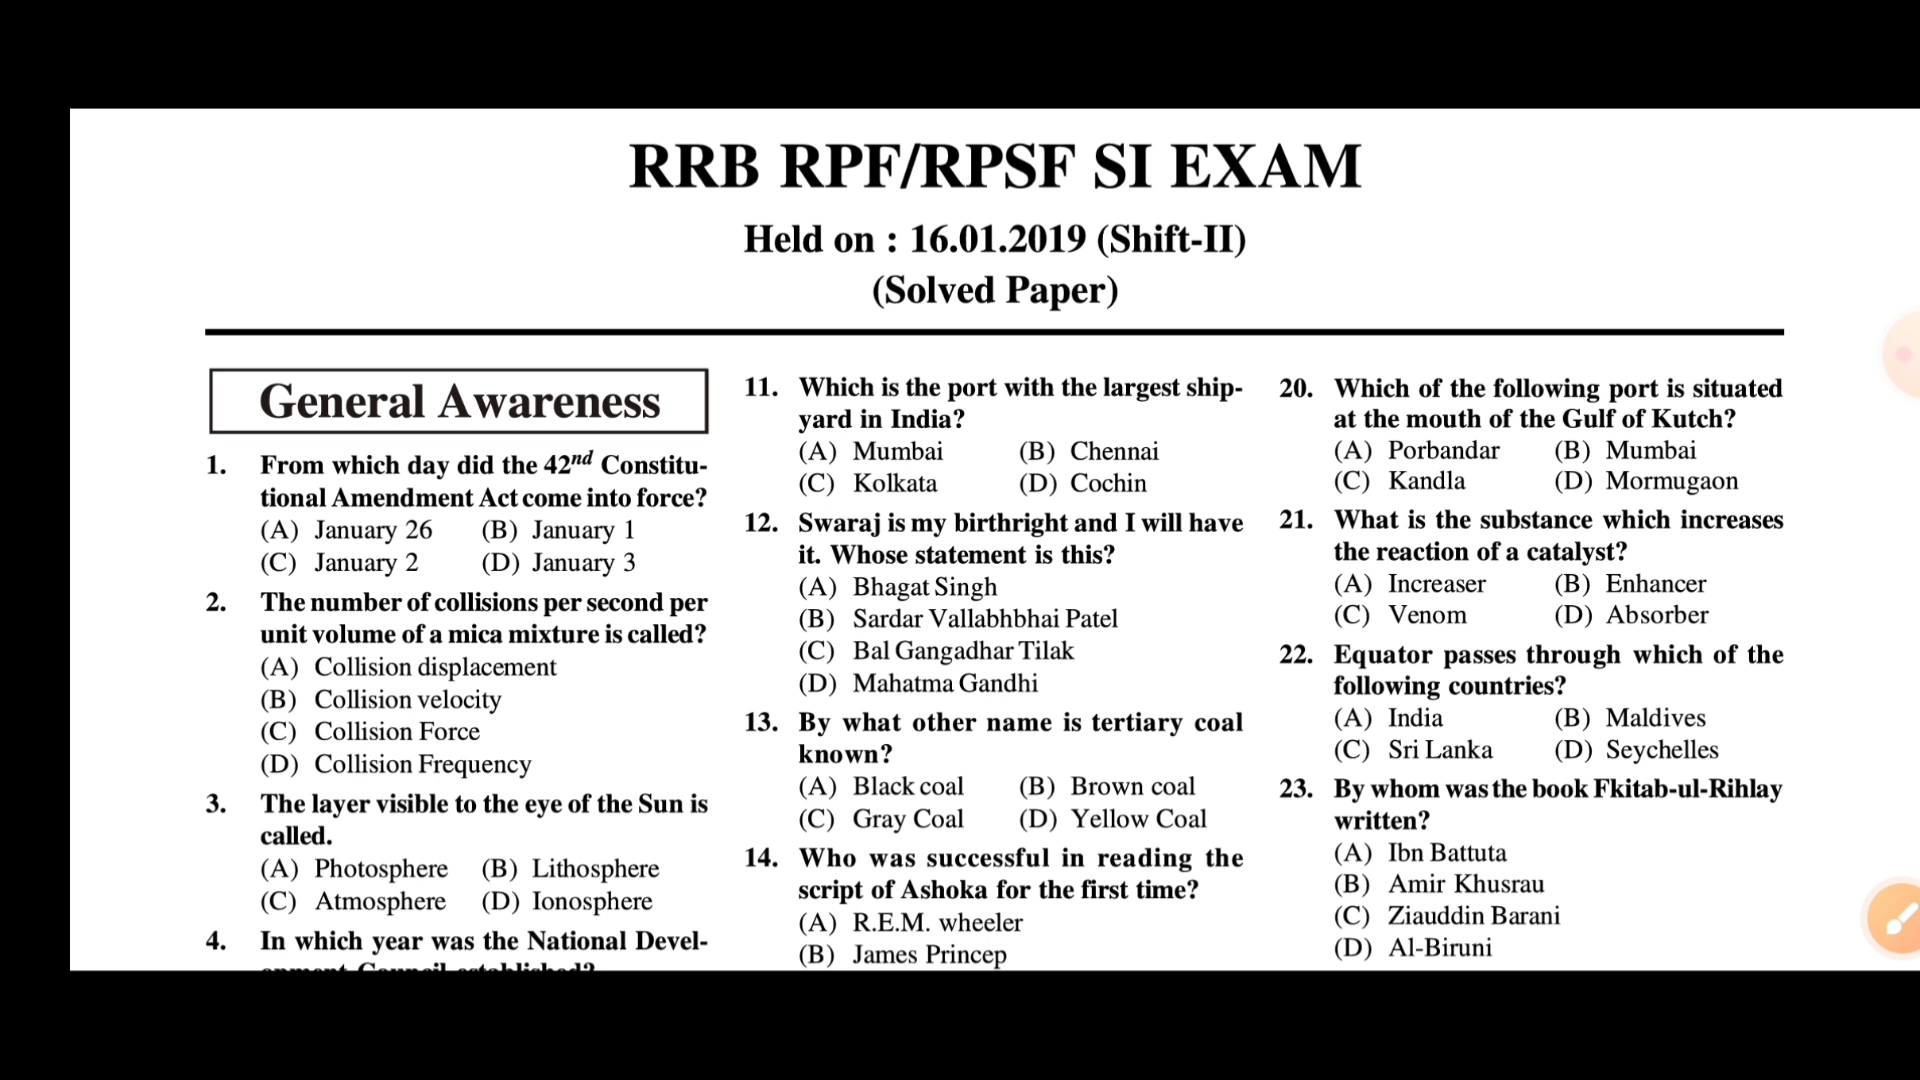 RRB RPF/RPSF SI EXAM
Held on : 16.01.2019 (Shift-II)
(Solved Paper)
General Awareness
1. From which day did the 42nd Constitu-
tional Amendment Act come into force?
(A) January 26 (B) January 1
(C) January 2 (D) January 3
2. The number of collisions per second per
unit volume of a mica mixture is called?
(A) Collision displacement
(B) Collision velocity
(C) Collision Force
(D) Collision Frequency
3. The layer visible to the eye of the Sun is
called.
(A) Photosphere (B) Lithosphere
(C) Atmosphere (D) Ionosphere
4. In which year was the National Devel-
opment Council established?
11. Which is the port with the largest ship-
yard in India?
(A) Mumbai (B) Chennai
(C) Kolkata (D) Cochin
12. Swaraj is my birthright and I will have
it. Whose statement is this?
(A) Bhagat Singh
(B) Sardar Vallabhbhai Patel
(C) Bal Gangadhar Tilak
(D) Mahatma Gandhi
13. By what other name is tertiary coal
known?
(A) Black coal (B) Brown coal
(C) Gray Coal (D) Yellow Coal
14. Who was successful in reading the
script of Ashoka for the first time?
(A) R.E.M. wheeler
(B) James Princep
20. Which of the following port is situated
at the mouth of the Gulf of Kutch?
(A) Porbandar (B) Mumbai
(C) Kandla (D) Mormugaon
21. What is the substance which increases
the reaction of a catalyst?
(A) Increaser (B) Enhancer
(C) Venom (D) Absorber
22. Equator passes through which of the
following countries?
(A) India (B) Maldives
(C) Sri Lanka (D) Seychelles
23. By whom was the book Fkitab-ul-Rihlay
written?
(A) Ibn Battuta
(B) Amir Khusrau
(C) Ziauddin Barani
(D) Al-Biruni